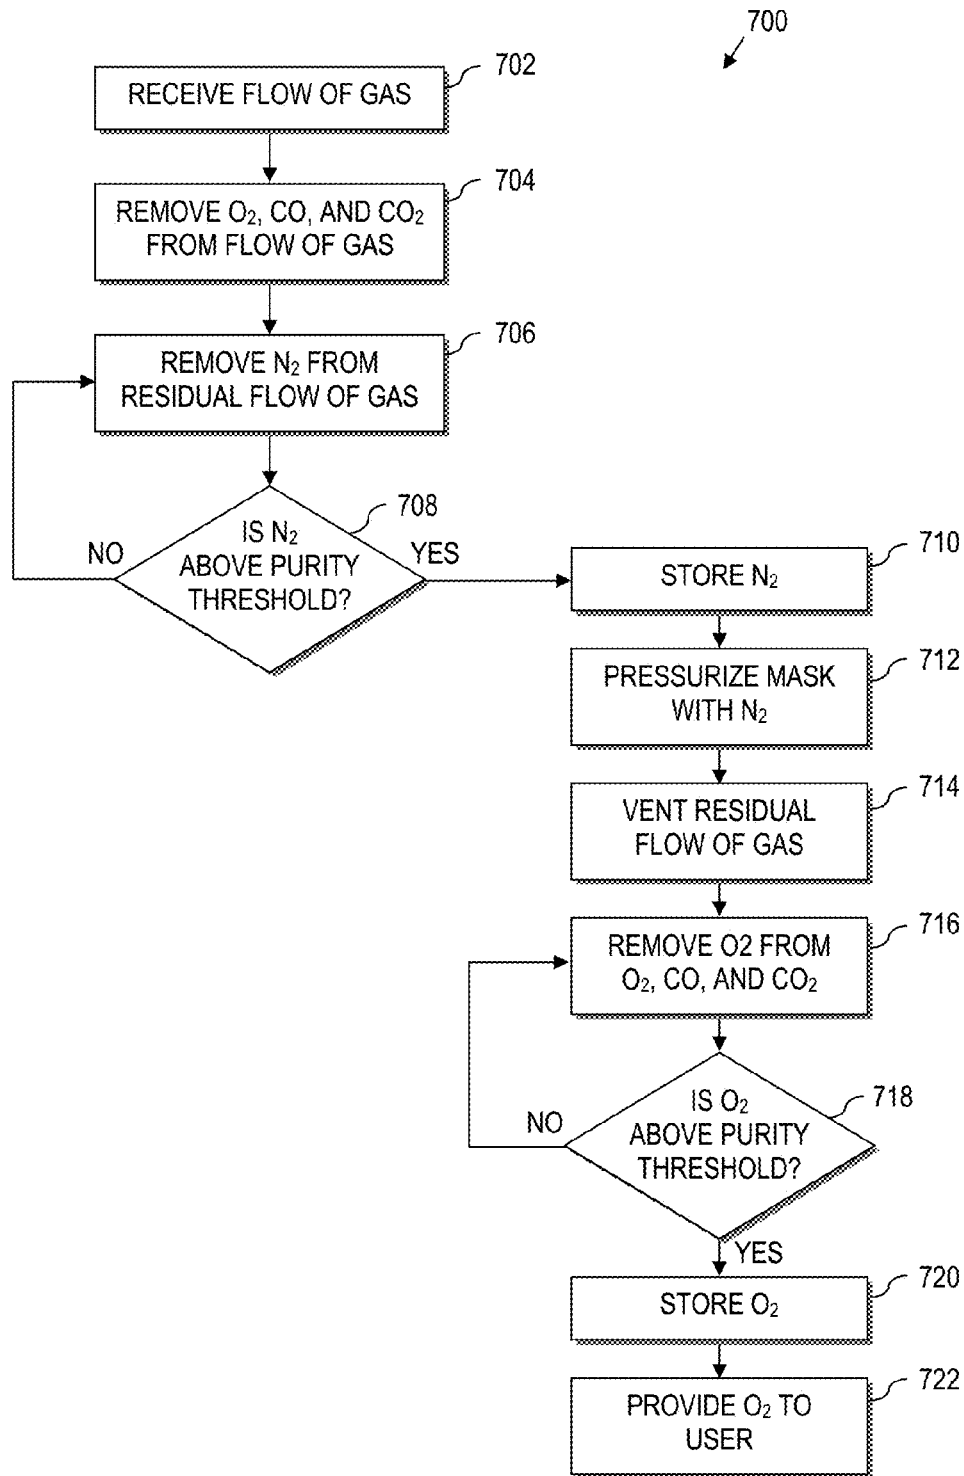 700
702
RECEIVE FLOW OF GAS
704
REMOVE O₂, CO, AND CO₂
FROM FLOW OF GAS
706
REMOVE N₂ FROM
RESIDUAL FLOW OF GAS
708
IS N₂
ABOVE PURITY
THRESHOLD?
NO
YES
710
STORE N₂
712
PRESSURIZE MASK
WITH N₂
714
VENT RESIDUAL
FLOW OF GAS
716
REMOVE O2 FROM
O₂, CO, AND CO₂
718
IS O₂
ABOVE PURITY
THRESHOLD?
NO
YES
720
STORE O₂
722
PROVIDE O₂ TO
USER